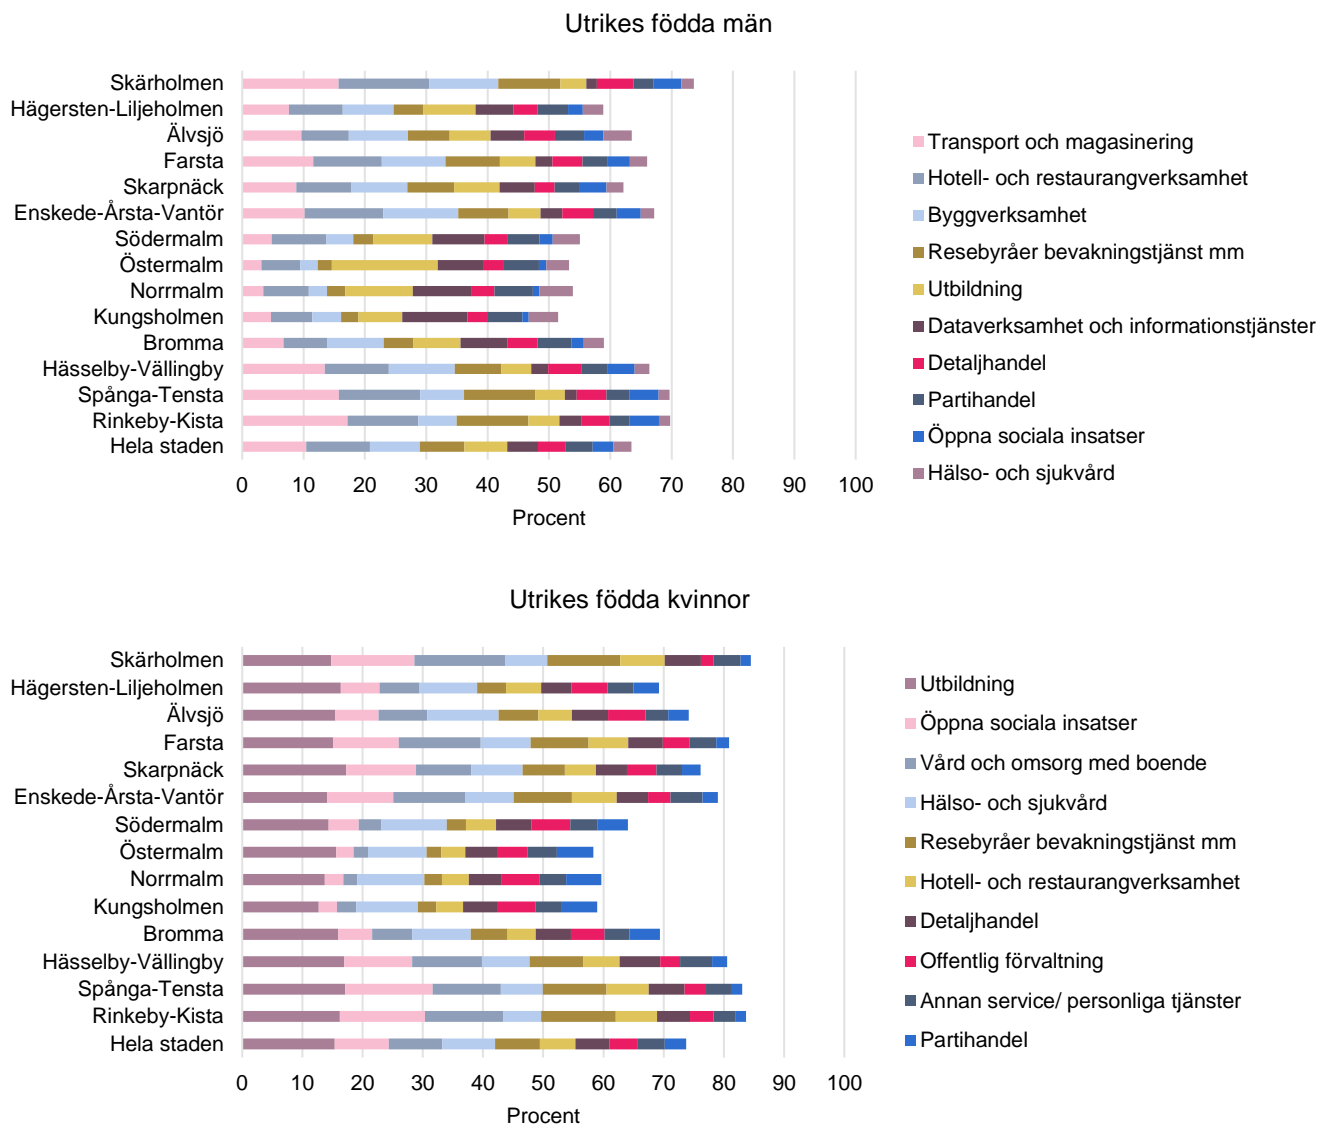 Utrikes födda män
Skärholmen
Hägersten-Liljeholmen
Älvsjö
Farsta
Skarpnäck
Enskede-Årsta-Vantör
Södermalm
Östermalm
Norrmalm
Kungsholmen
Bromma
Hässelby-Vällingby
Spånga-Tensta
Rinkeby-Kista
Hela staden
0 10 20 30 40 50 60 70 80 90 100
Procent
Transport och magasinering
Hotell- och restaurangverksamhet
Byggverksamhet
Resebyråer bevakningstjänst mm
Utbildning
Dataverksamhet och informationstjänster
Detaljhandel
Partihandel
Öppna sociala insatser
Hälso- och sjukvård
Utrikes födda kvinnor
Skärholmen
Hägersten-Liljeholmen
Älvsjö
Farsta
Skarpnäck
Enskede-Årsta-Vantör
Södermalm
Östermalm
Norrmalm
Kungsholmen
Bromma
Hässelby-Vällingby
Spånga-Tensta
Rinkeby-Kista
Hela staden
0 10 20 30 40 50 60 70 80 90 100
Procent
Utbildning
Öppna sociala insatser
Vård och omsorg med boende
Hälso- och sjukvård
Resebyråer bevakningstjänst mm
Hotell- och restaurangverksamhet
Detaljhandel
Offentlig förvaltning
Annan service/ personliga tjänster
Partihandel